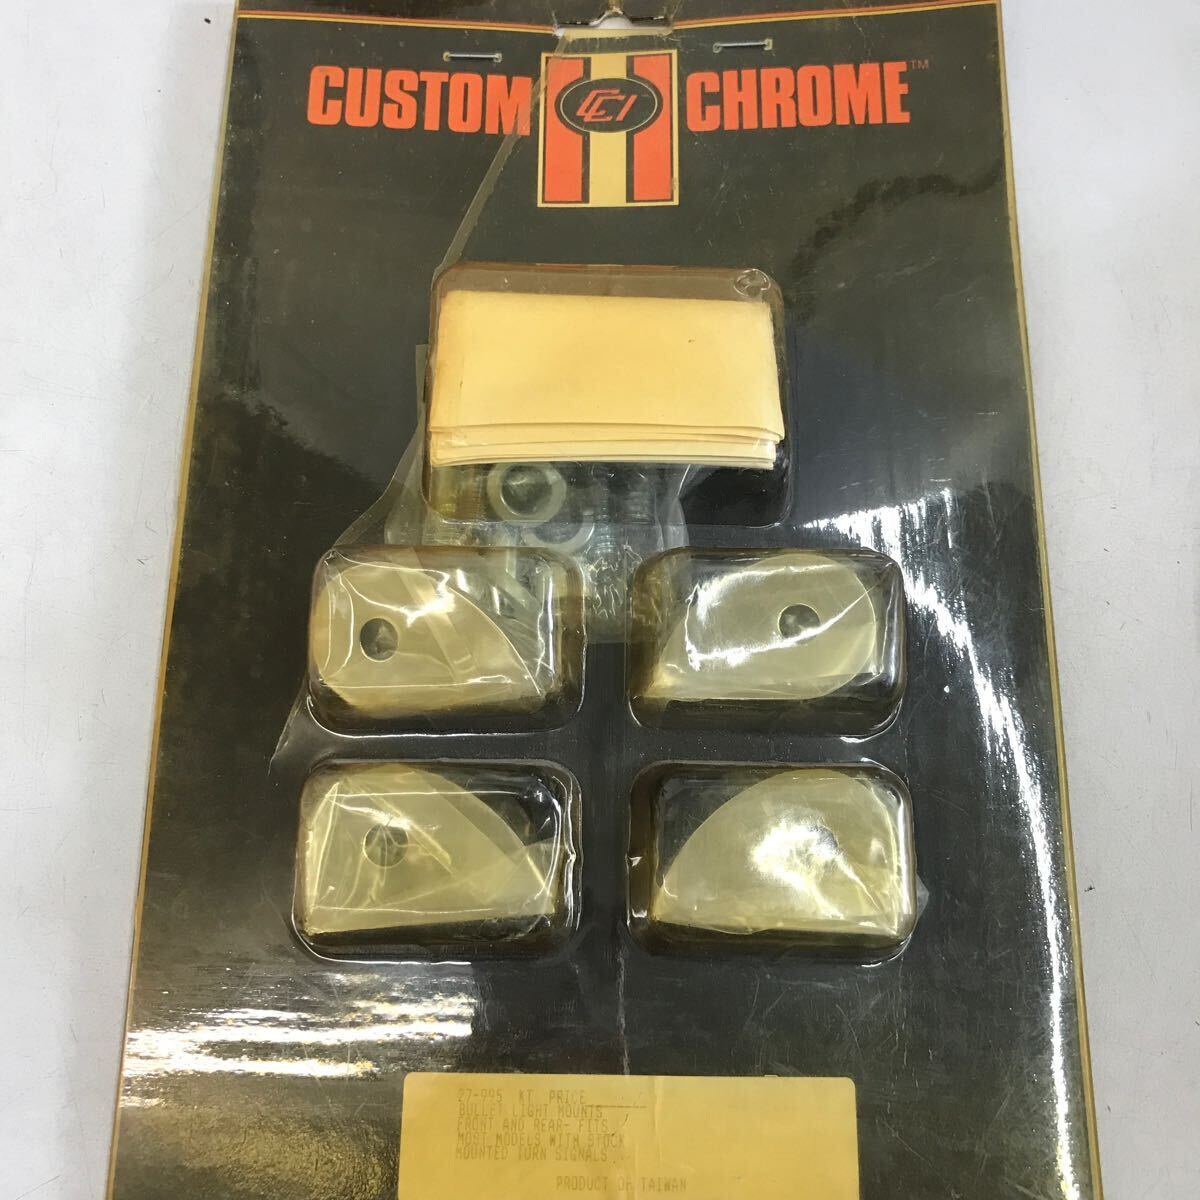 CUSTOM CCI CHROME™
27-995 KT PRICE
BULLET LIGHT MOUNTS
FRONT AND REAR- FITS
MOST MODELS WITH STOCK
MOUNTED TURN SIGNALS
PRODUCT OF TAIWAN